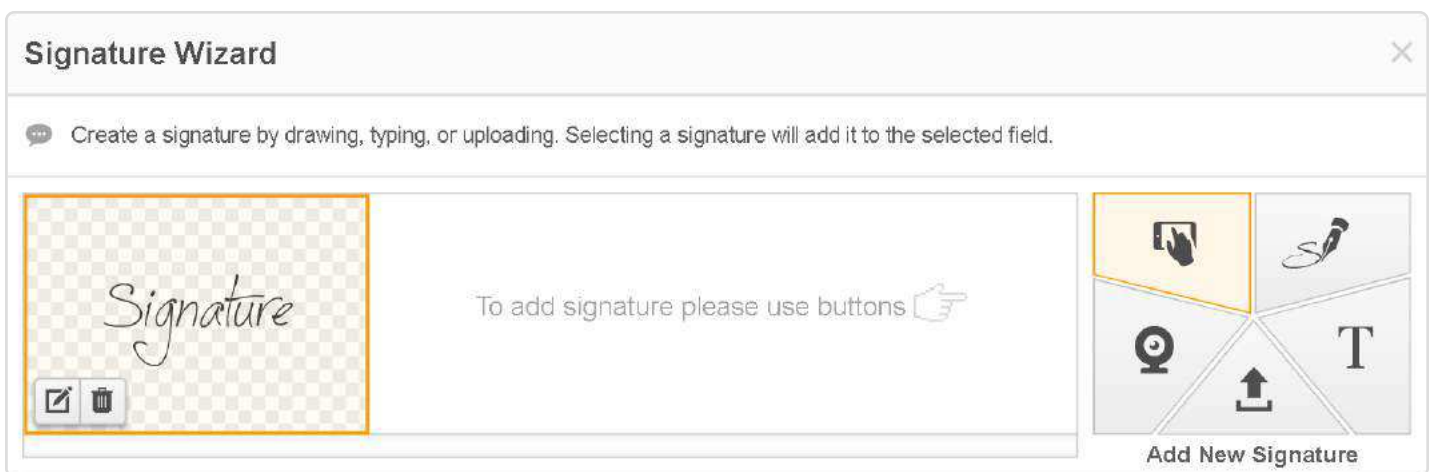 Signature Wizard
Create a signature by drawing, typing, or uploading. Selecting a signature will add it to the selected field.
Signature
To add signature please use buttons
T
Add New Signature